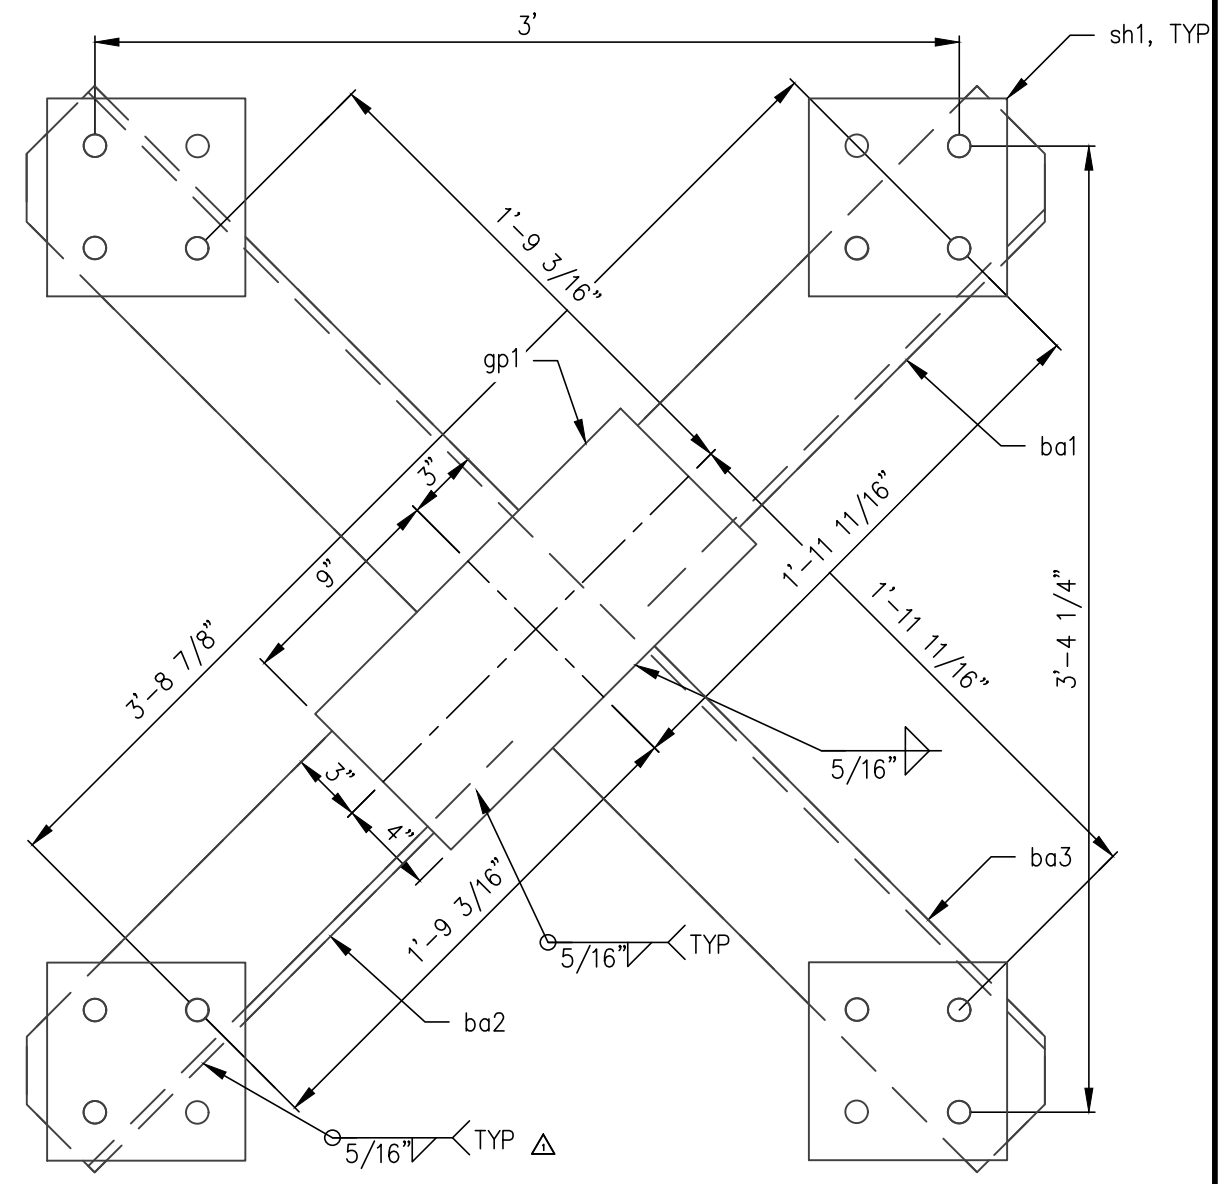 3'
sh1, TYP
1'-9 3/16"
gp1
ba1
3"
1'-11 11/16"
9"
1'-11 11/16"
3'-4 1/4"
3'-8 7/8"
5/16"
3"
4"
ba3
1'-9 3/16"
5/16" TYP
ba2
5/16" TYP 1